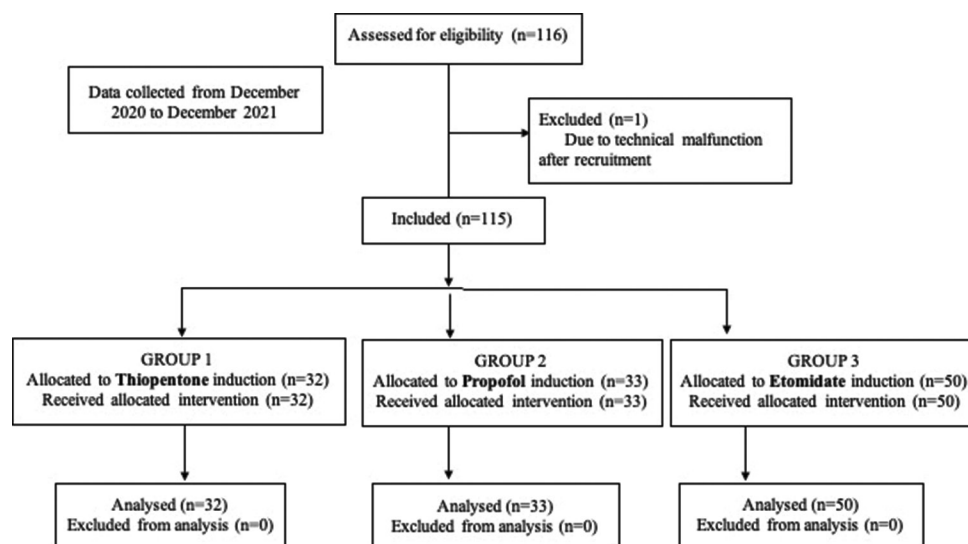 Assessed for eligibility (n=116)
Data collected from December
2020 to December 2021
Excluded (n=1)
Due to technical malfunction
after recruitment
Included (n=115)
GROUP 1
Allocated to Thiopentone induction (n=32)
Received allocated intervention (n=32)
GROUP 2
Allocated to Propofol induction (n=33)
Received allocated intervention (n=33)
GROUP 3
Allocated to Etomidate induction (n=50)
Received allocated intervention (n=50)
Analysed (n=32)
Excluded from analysis (n=0)
Analysed (n=33)
Excluded from analysis (n=0)
Analysed (n=50)
Excluded from analysis (n=0)